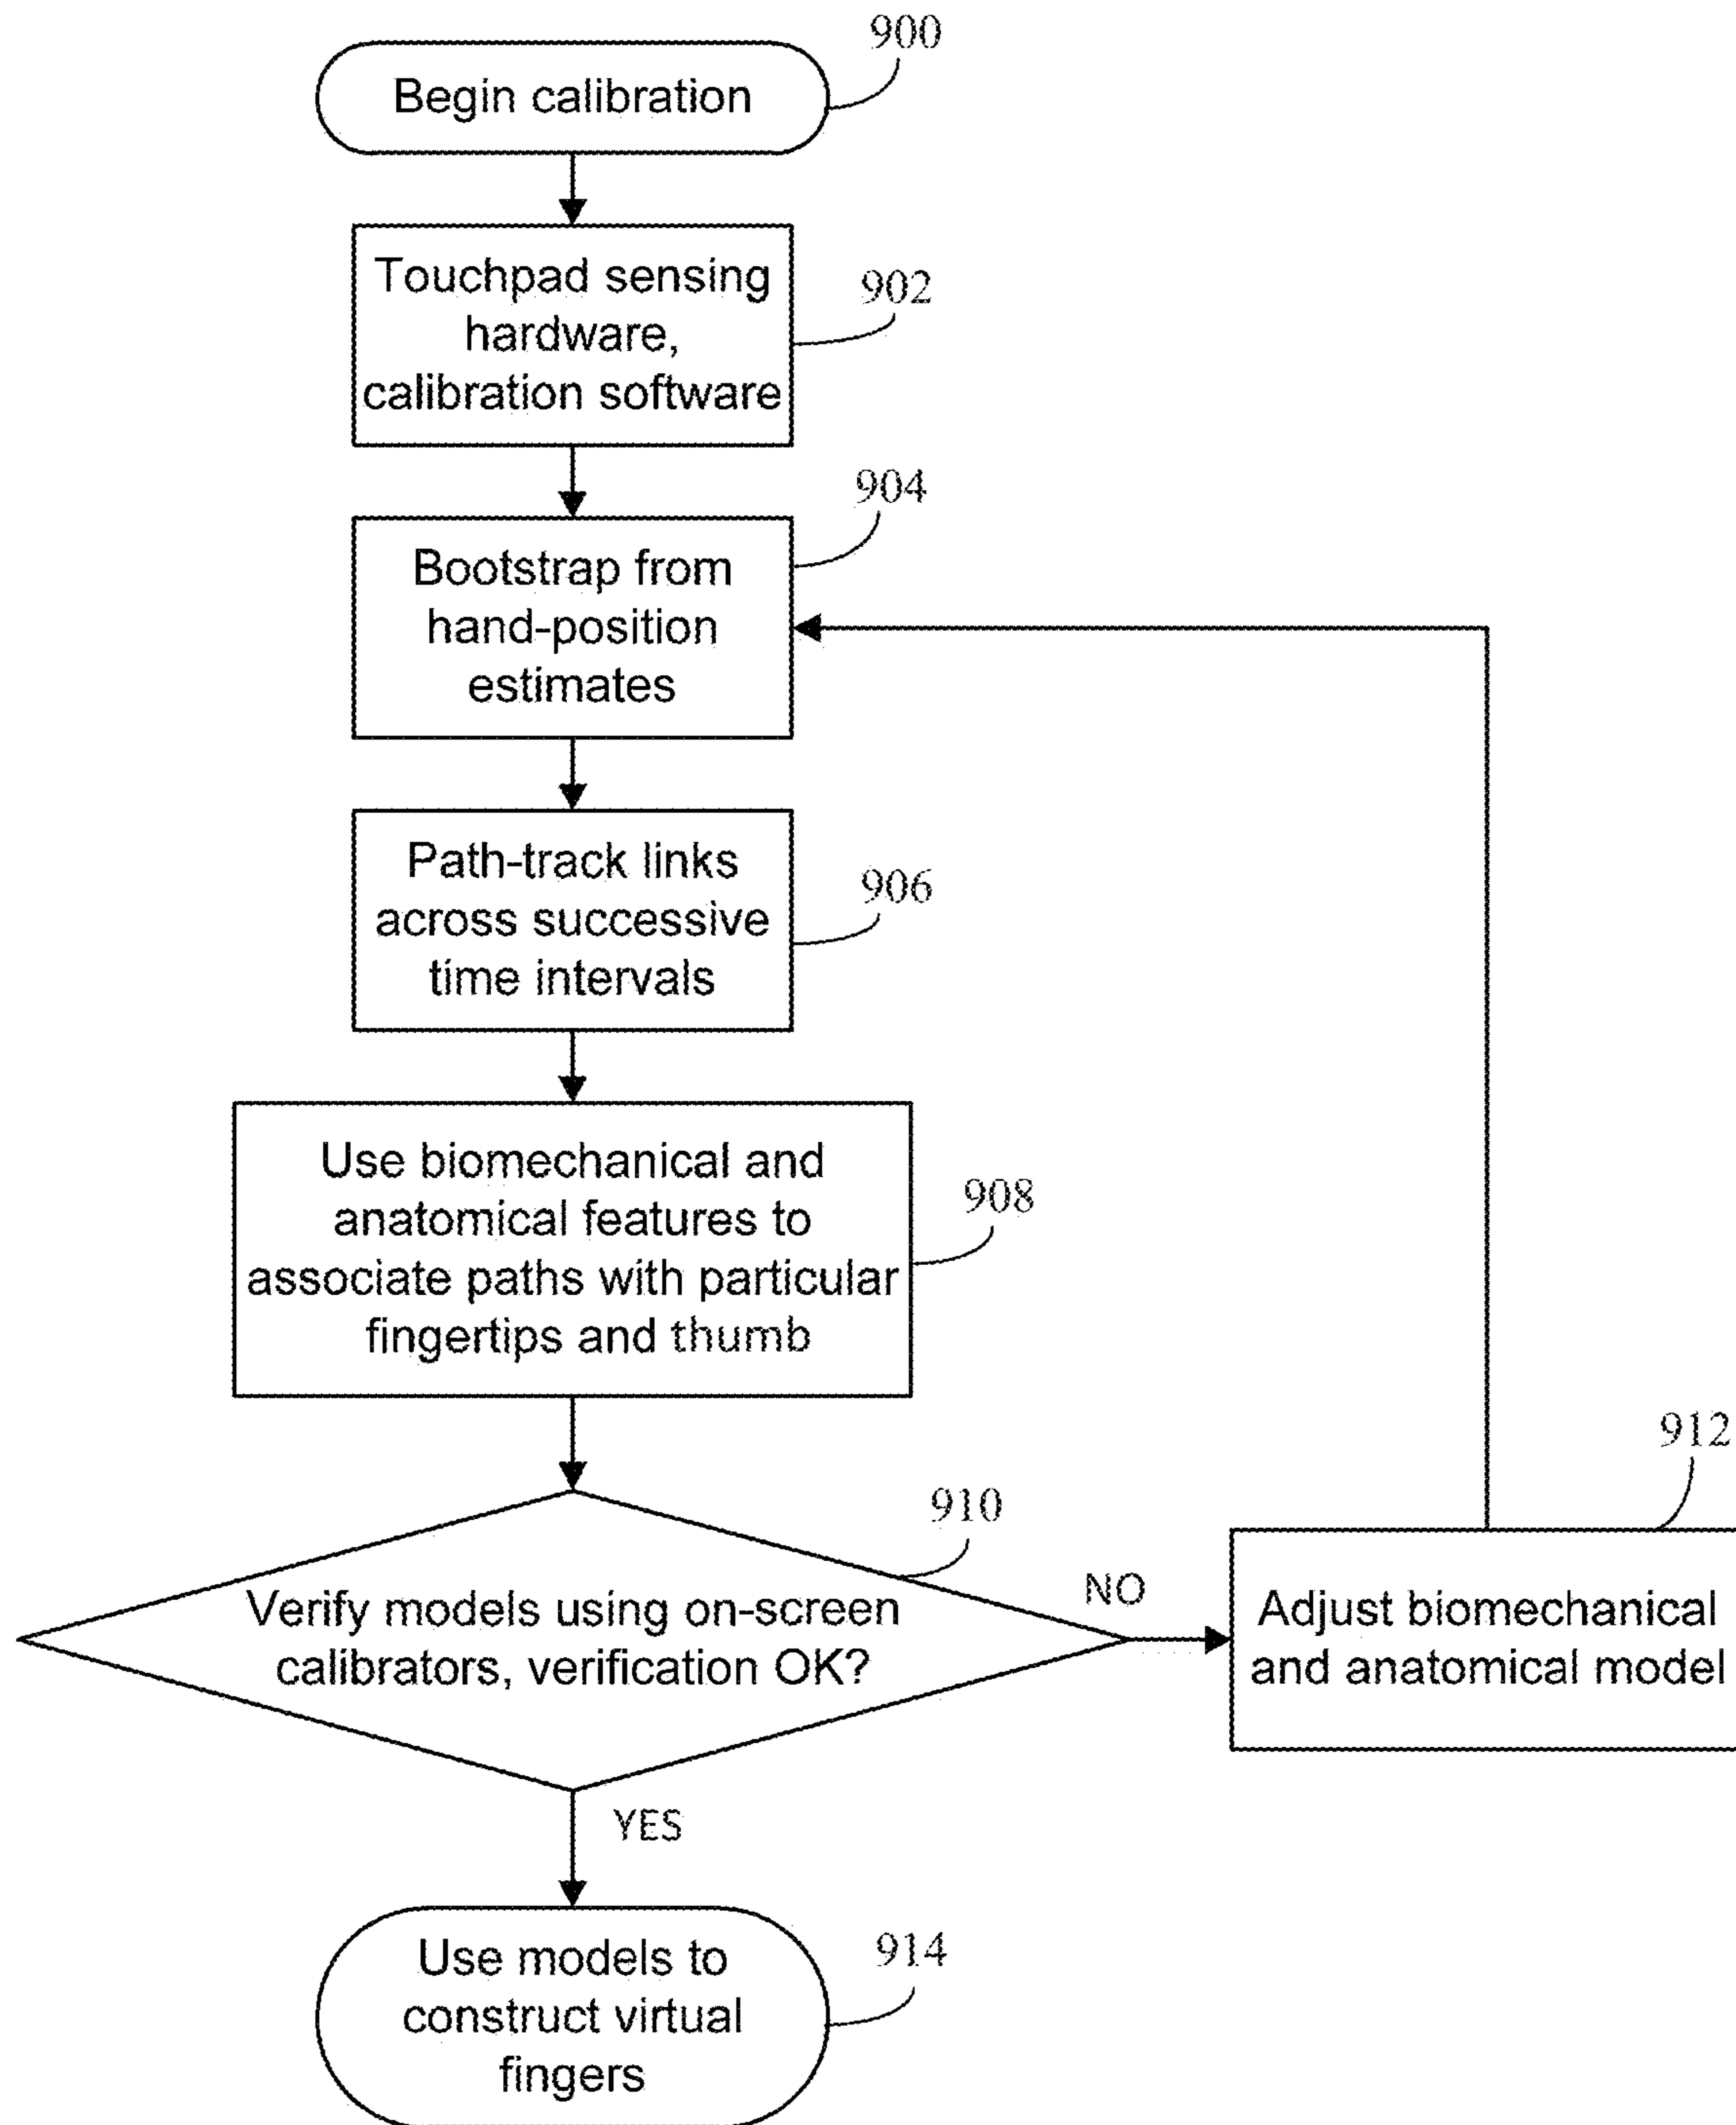 900
Begin calibration
Touchpad sensing
hardware,
calibration software
902
904
Bootstrap from
hand-position
estimates
Path-track links
across successive
time intervals
906
Use biomechanical and
anatomical features to
associate paths with particular
fingertips and thumb
908
910
Verify models using on-screen
calibrators, verification OK?
NO
912
Adjust biomechanical
and anatomical model
YES
Use models to
construct virtual
fingers
914